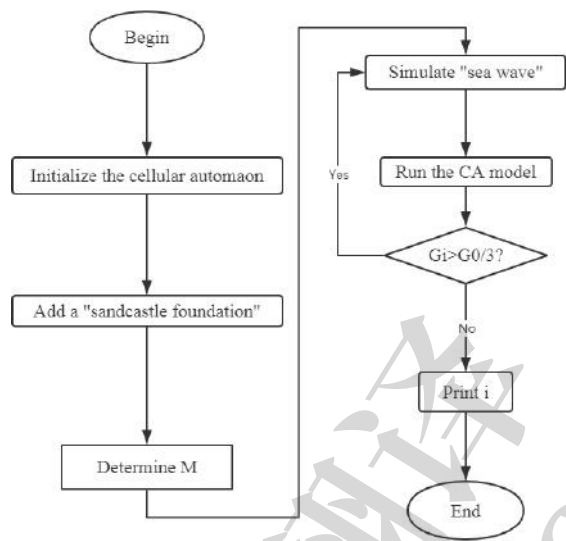 Begin
Initialize the cellular automaon
Add a "sandcastle foundation"
Determine M
Simulate "sea wave"
Yes
Run the CA model
Gi>G0/3?
No
Print i
End